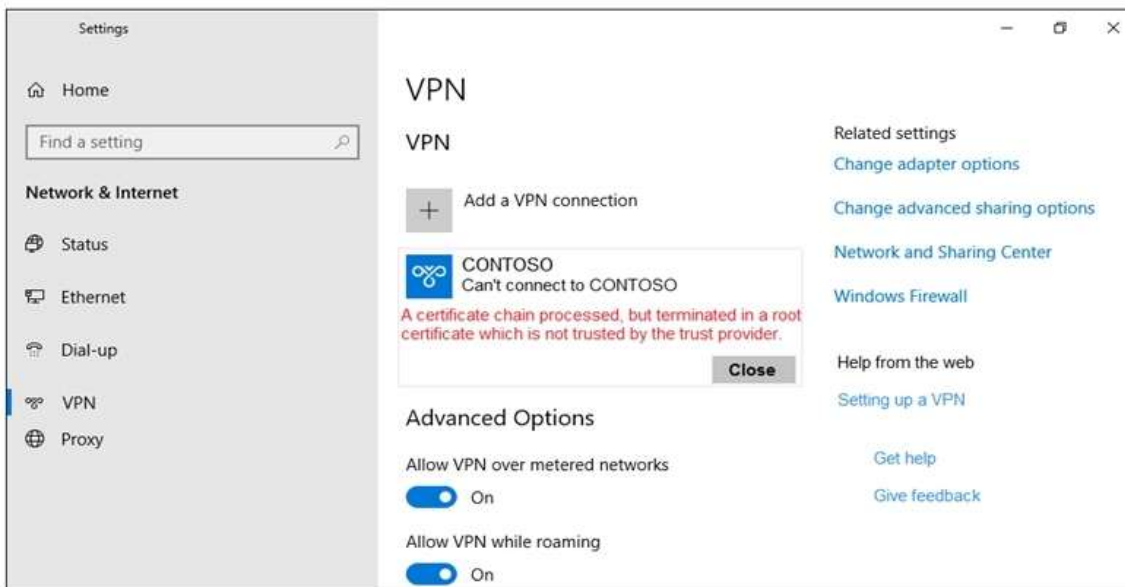 Settings
Home
Find a setting
Network & Internet
Status
Ethernet
Dial-up
VPN
Proxy
VPN
VPN
Add a VPN connection
CONTOSO
Can't connect to CONTOSO
A certificate chain processed, but terminated in a root
certificate which is not trusted by the trust provider.
Close
Advanced Options
Allow VPN over metered networks
On
Allow VPN while roaming
On
Related settings
Change adapter options
Change advanced sharing options
Network and Sharing Center
Windows Firewall
Help from the web
Setting up a VPN
Get help
Give feedback